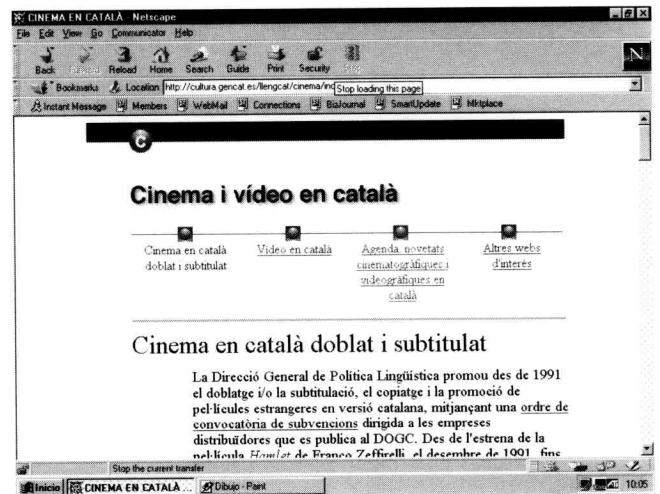 CINEMA EN CATALÀ - Netscape
File Edit View Go Communicator Help
Back Forward Reload Home Search Guide Print Security Stop
Bookmarks Location http://cultura.gencat.es/llengcat/cinema/ind
Stop loading this page
Instant Message Members WebMail Connections BizJournal SmartUpdate Mktplace
N
C
Cinema i vídeo en català
Cinema en català
doblat i subtitulat
Vídeo en català
Agenda, novetats
cinematogràfiques i
videogràfiques en
català
Altres webs
d'interès
Cinema en català doblat i subtitulat
La Direcció General de Política Lingüística promou des de 1991
el doblatge i/o la subtitulació, el copiatge i la promoció de
pel·lícules estrangeres en versió catalana, mitjançant una ordre de
convocatòria de subvencions dirigida a les empreses
distribuïdores que es publica al DOGC. Des de l'estrena de la
pel·lícula Hamlet de Franco Zeffirelli, el desembre de 1991, fins
Stop the current transfer
Inicio CINEMA EN CATALÀ ... Dibujo - Paint 10:05